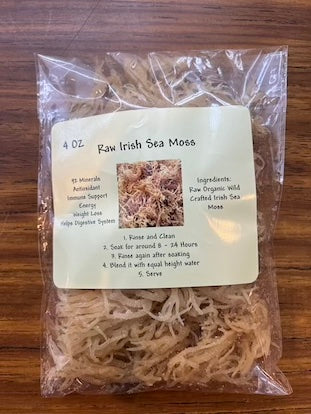 4 OZ
Raw Irish Sea Moss
92 Minerals
Antioxidant
Immune Support
Energy
Weight Loss
Helps Digestive System
Ingredients:
Raw Organic Wild
Crafted Irish Sea
Moss
1. Rinse and Clean
2. Soak for around 8 - 24 Hours
3. Rinse again after soaking
4. Blend it with equal height water
5. Serve